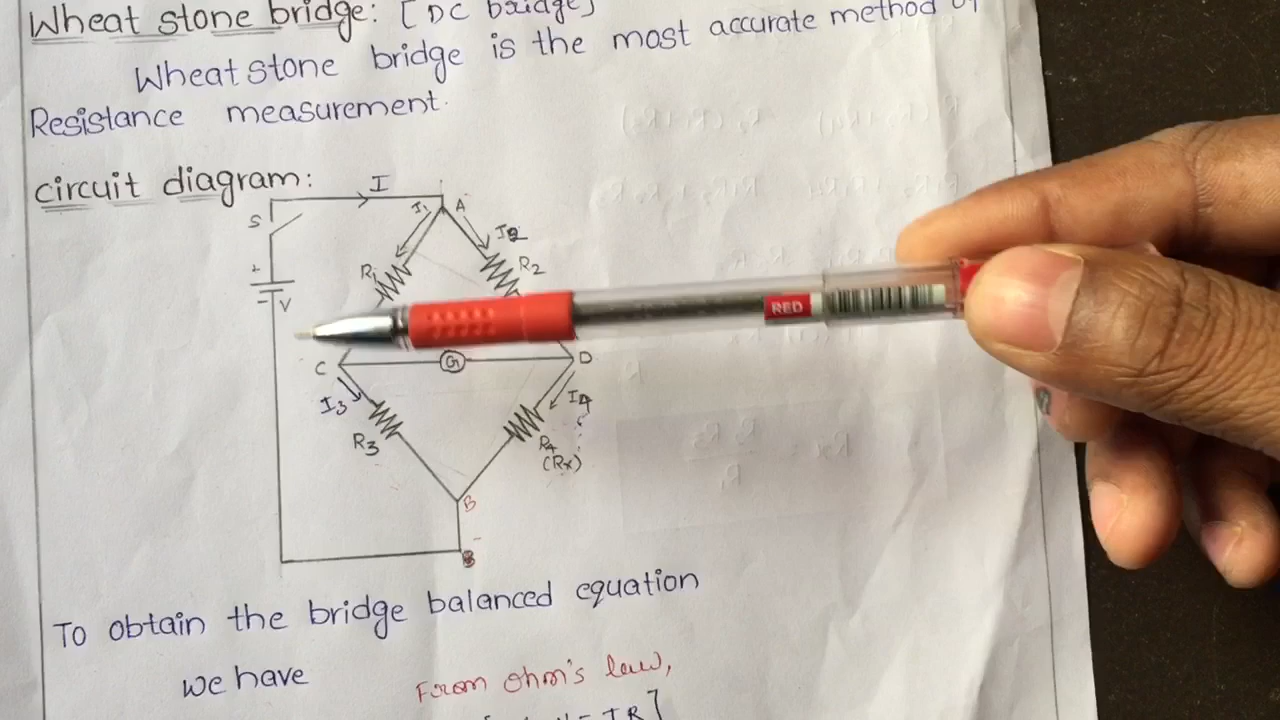 Wheat stone bridge: [DC bridge]
Wheat stone bridge is the most accurate method of
Resistance measurement.
circuit diagram:
I
S
I1
A
I2
R1
R2
+
- V
RED
C
G
D
I3
I4
R3
R4
(Rx)
B
B
To obtain the bridge balanced equation
we have
From ohm's law,
V = IR]